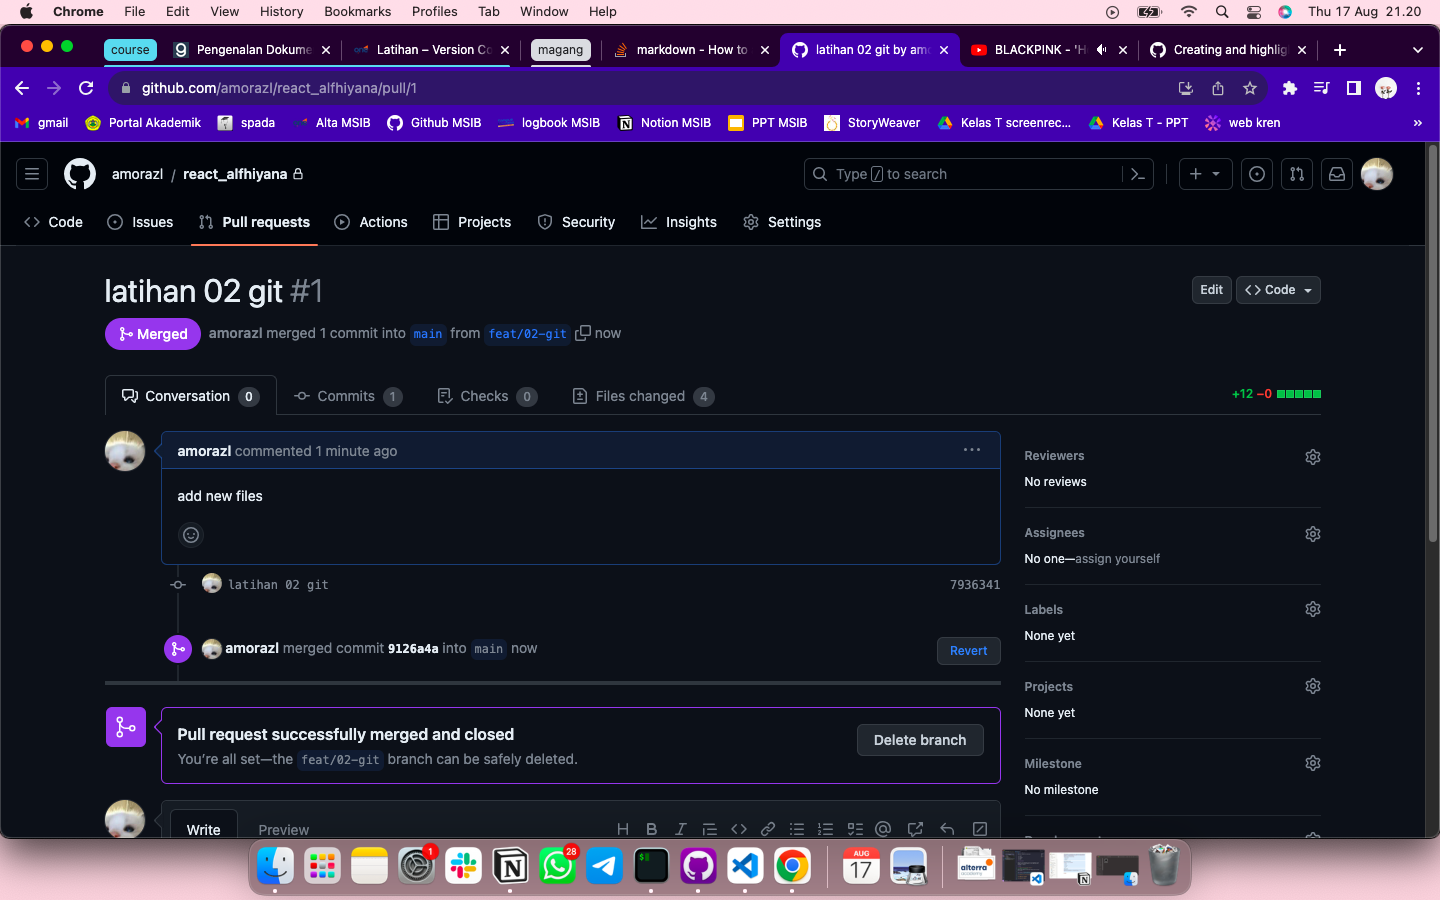 Chrome File Edit View History Bookmarks Profiles Tab Window Help Thu 17 Aug 21.20
course Pengenalan Dokume Latihan – Version Co magang markdown - How to latihan 02 git by amo BLACKPINK - 'H Creating and highlig
github.com/amorazl/react_alfhiyana/pull/1
gmail Portal Akademik spada Alta MSIB Github MSIB logbook MSIB Notion MSIB PPT MSIB StoryWeaver Kelas T screenrec... Kelas T - PPT web kren »
amorazl / react_alfhiyana Type / to search
Code Issues Pull requests Actions Projects Security Insights Settings
latihan 02 git #1 Edit <> Code
Merged amorazl merged 1 commit into main from feat/02-git now
Conversation 0 Commits 1 Checks 0 Files changed 4 +12 −0
amorazl commented 1 minute ago
add new files
latihan 02 git 7936341
amorazl merged commit 9126a4a into main now Revert
Pull request successfully merged and closed
You're all set—the feat/02-git branch can be safely deleted.
Delete branch
Write Preview
Reviewers
No reviews
Assignees
No one—assign yourself
Labels
None yet
Projects
None yet
Milestone
No milestone
1 28 AUG 17 alterra academy